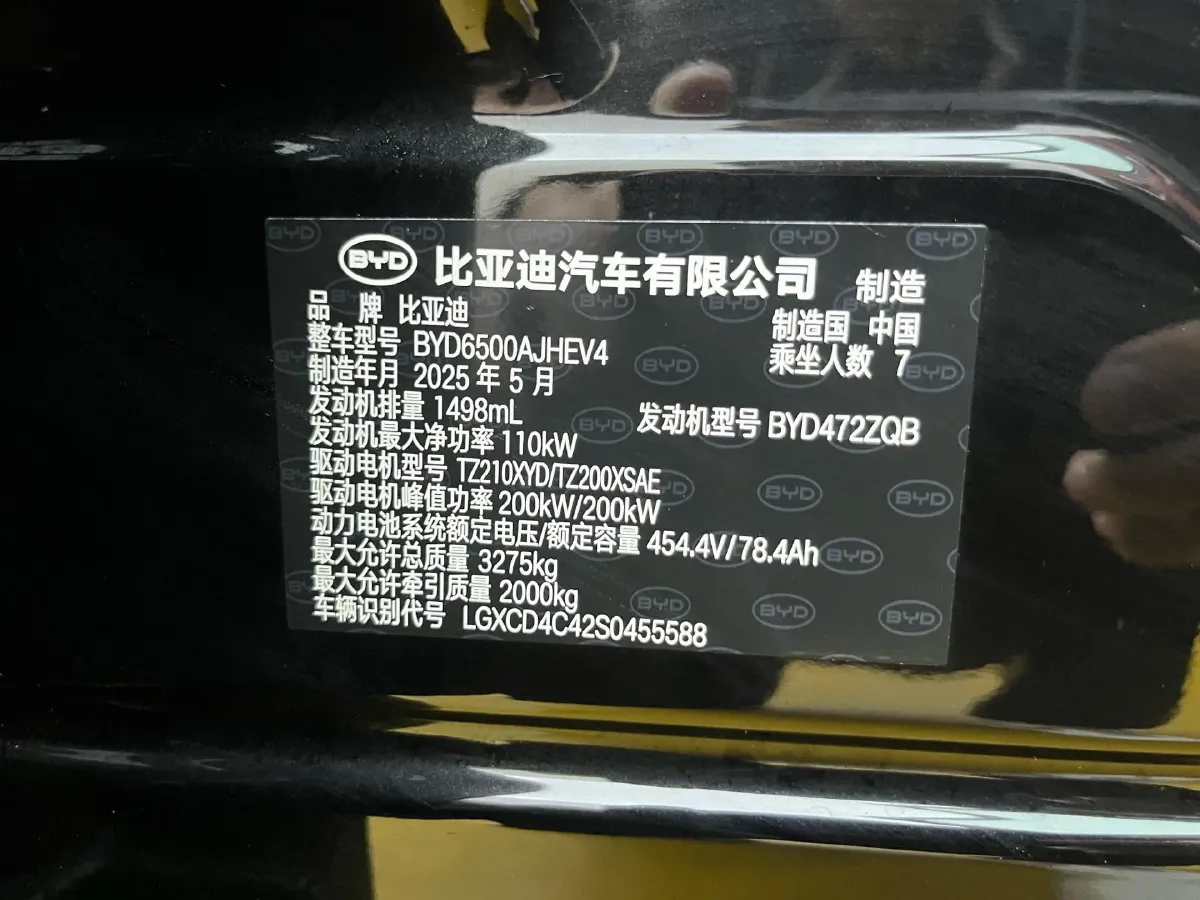 BYD 比亚迪汽车有限公司 制造
品 牌 比亚迪 制造国 中国
整车型号 BYD6500AJHEV4 乘坐人数 7
制造年月 2025 年 5 月
发动机排量 1498mL 发动机型号 BYD472ZQB
发动机最大净功率 110kW
驱动电机型号 TZ210XYD/TZ200XSAE
驱动电机峰值功率 200kW/200kW
动力电池系统额定电压/额定容量 454.4V/78.4Ah
最大允许总质量 3275kg
最大允许牵引质量 2000kg
车辆识别代号 LGXCD4C42S0455588